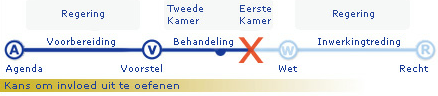 Regering
Tweede
Kamer
Eerste
Kamer
Regering
Voorbereiding
Behandeling
Inwerkingtreding
A
V
W
R
Agenda
Voorstel
Wet
Recht
Kans om invloed uit te oefenen